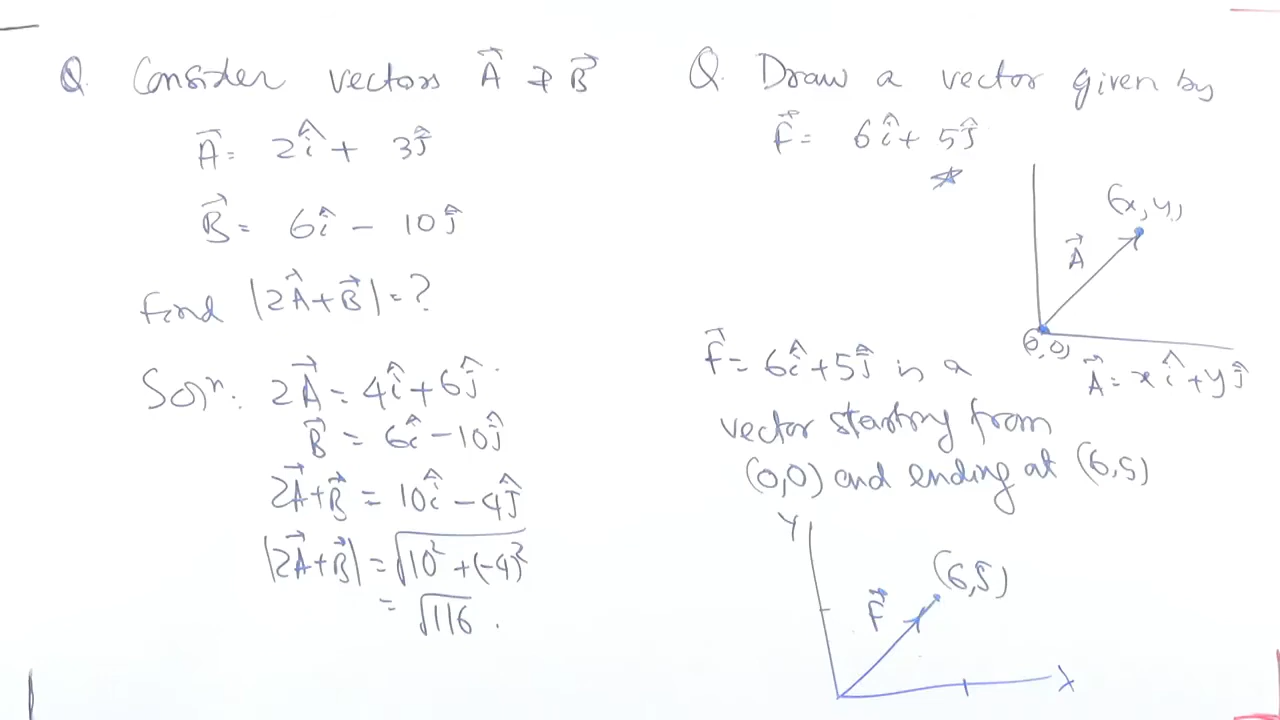 Q. Consider vectors A⃗ & B⃗
A⃗ = 2î + 3ĵ
B⃗ = 6î − 10ĵ
Find |2A⃗+B⃗| = ?
Soln: 2A⃗ = 4î+6ĵ
B⃗ = 6î −10ĵ
2A⃗+B⃗ = 10î −4ĵ
|2A⃗+B⃗| = √10² +(−4)²
= √116 .
Q. Draw a vector given by
F⃗ = 6î+ 5ĵ
(x, y)
A⃗
(0,0)
A⃗ = xî +yĵ
F⃗ = 6î+5ĵ is a
vector starting from
(0,0) and ending at (6,5)
Y
(6,5)
F⃗
X